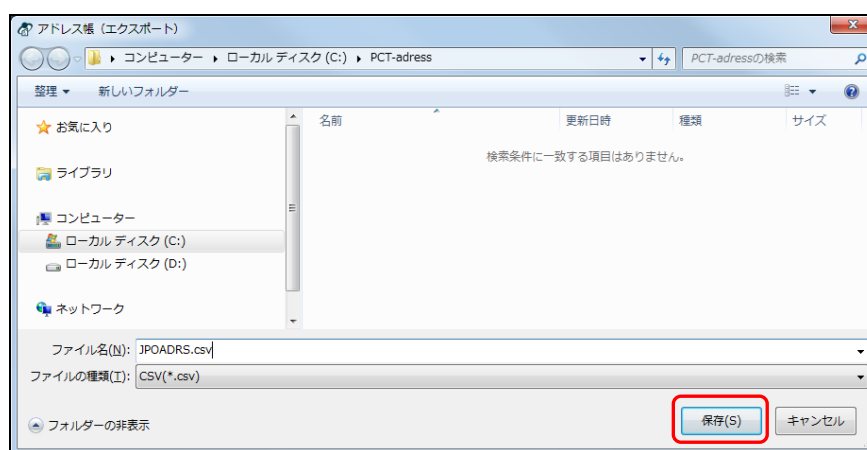 アドレス帳（エクスポート）
コンピューター ▸ ローカル ディスク (C:) ▸ PCT-adress
PCT-adressの検索
整理 ▼ 新しいフォルダー
お気に入り
ライブラリ
コンピューター
ローカル ディスク (C:)
ローカル ディスク (D:)
ネットワーク
名前 更新日時 種類 サイズ
検索条件に一致する項目はありません。
ファイル名(N): JPOADRS.csv
ファイルの種類(T): CSV(*.csv)
フォルダーの非表示
保存(S) キャンセル